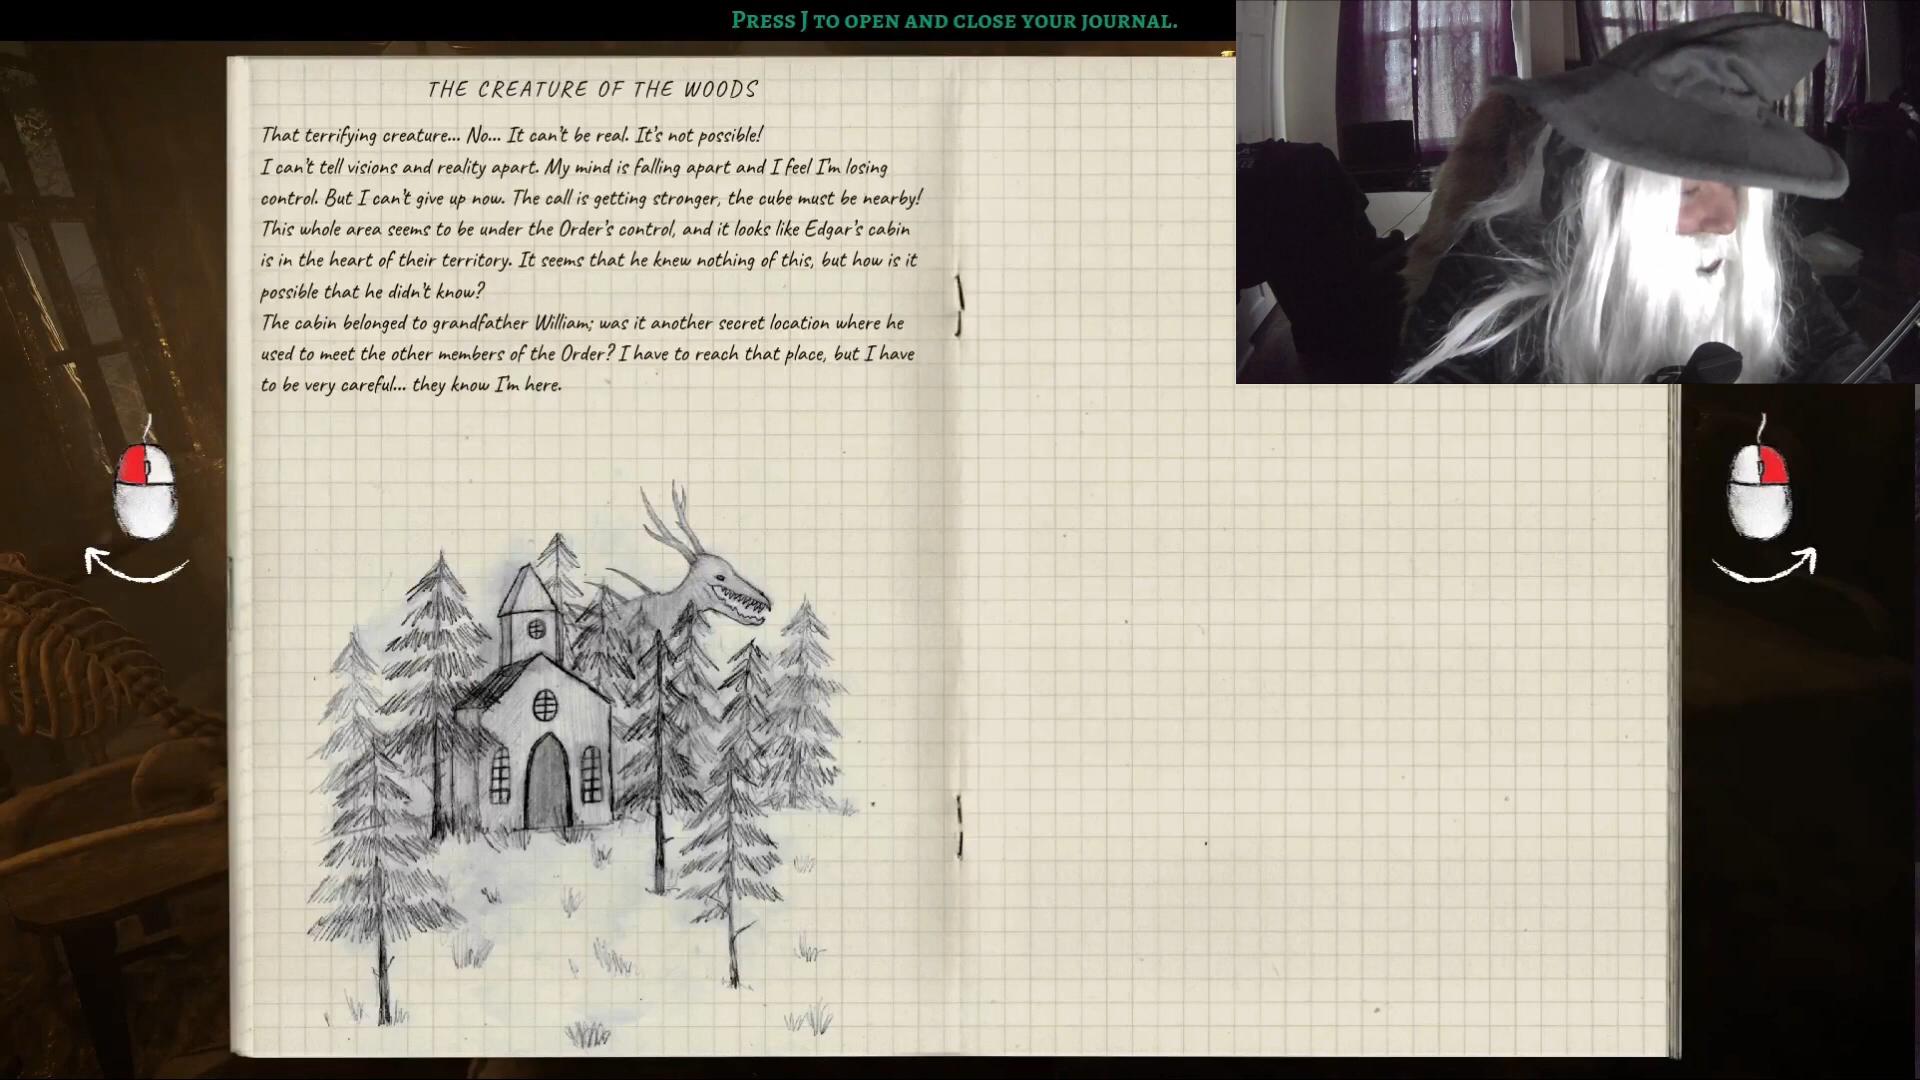 Press J to open and close your journal.
THE CREATURE OF THE WOODS
That terrifying creature... No... It can't be real. It's not possible!
I can't tell visions and reality apart. My mind is falling apart and I feel I'm losing
control. But I can't give up now. The call is getting stronger, the cube must be nearby!
This whole area seems to be under the Order's control, and it looks like Edgar's cabin
is in the heart of their territory. It seems that he knew nothing of this, but how is it
possible that he didn't know?
The cabin belonged to grandfather William; was it another secret location where he
used to meet the other members of the Order? I have to reach that place, but I have
to be very careful... they know I'm here.